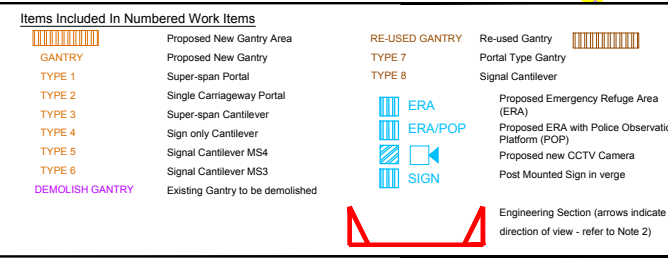 Items Included In Numbered Work Items
Proposed New Gantry Area
GANTRY Proposed New Gantry
TYPE 1 Super-span Portal
TYPE 2 Single Carriageway Portal
TYPE 3 Super-span Cantilever
TYPE 4 Sign only Cantilever
TYPE 5 Signal Cantilever MS4
TYPE 6 Signal Cantilever MS3
DEMOLISH GANTRY Existing Gantry to be demolished
RE-USED GANTRY Re-used Gantry
TYPE 7 Portal Type Gantry
TYPE 8 Signal Cantilever
ERA Proposed Emergency Refuge Area
(ERA)
ERA/POP Proposed ERA with Police Observatio
Platform (POP)
Proposed new CCTV Camera
SIGN Post Mounted Sign in verge
Engineering Section (arrows indicate
direction of view - refer to Note 2)